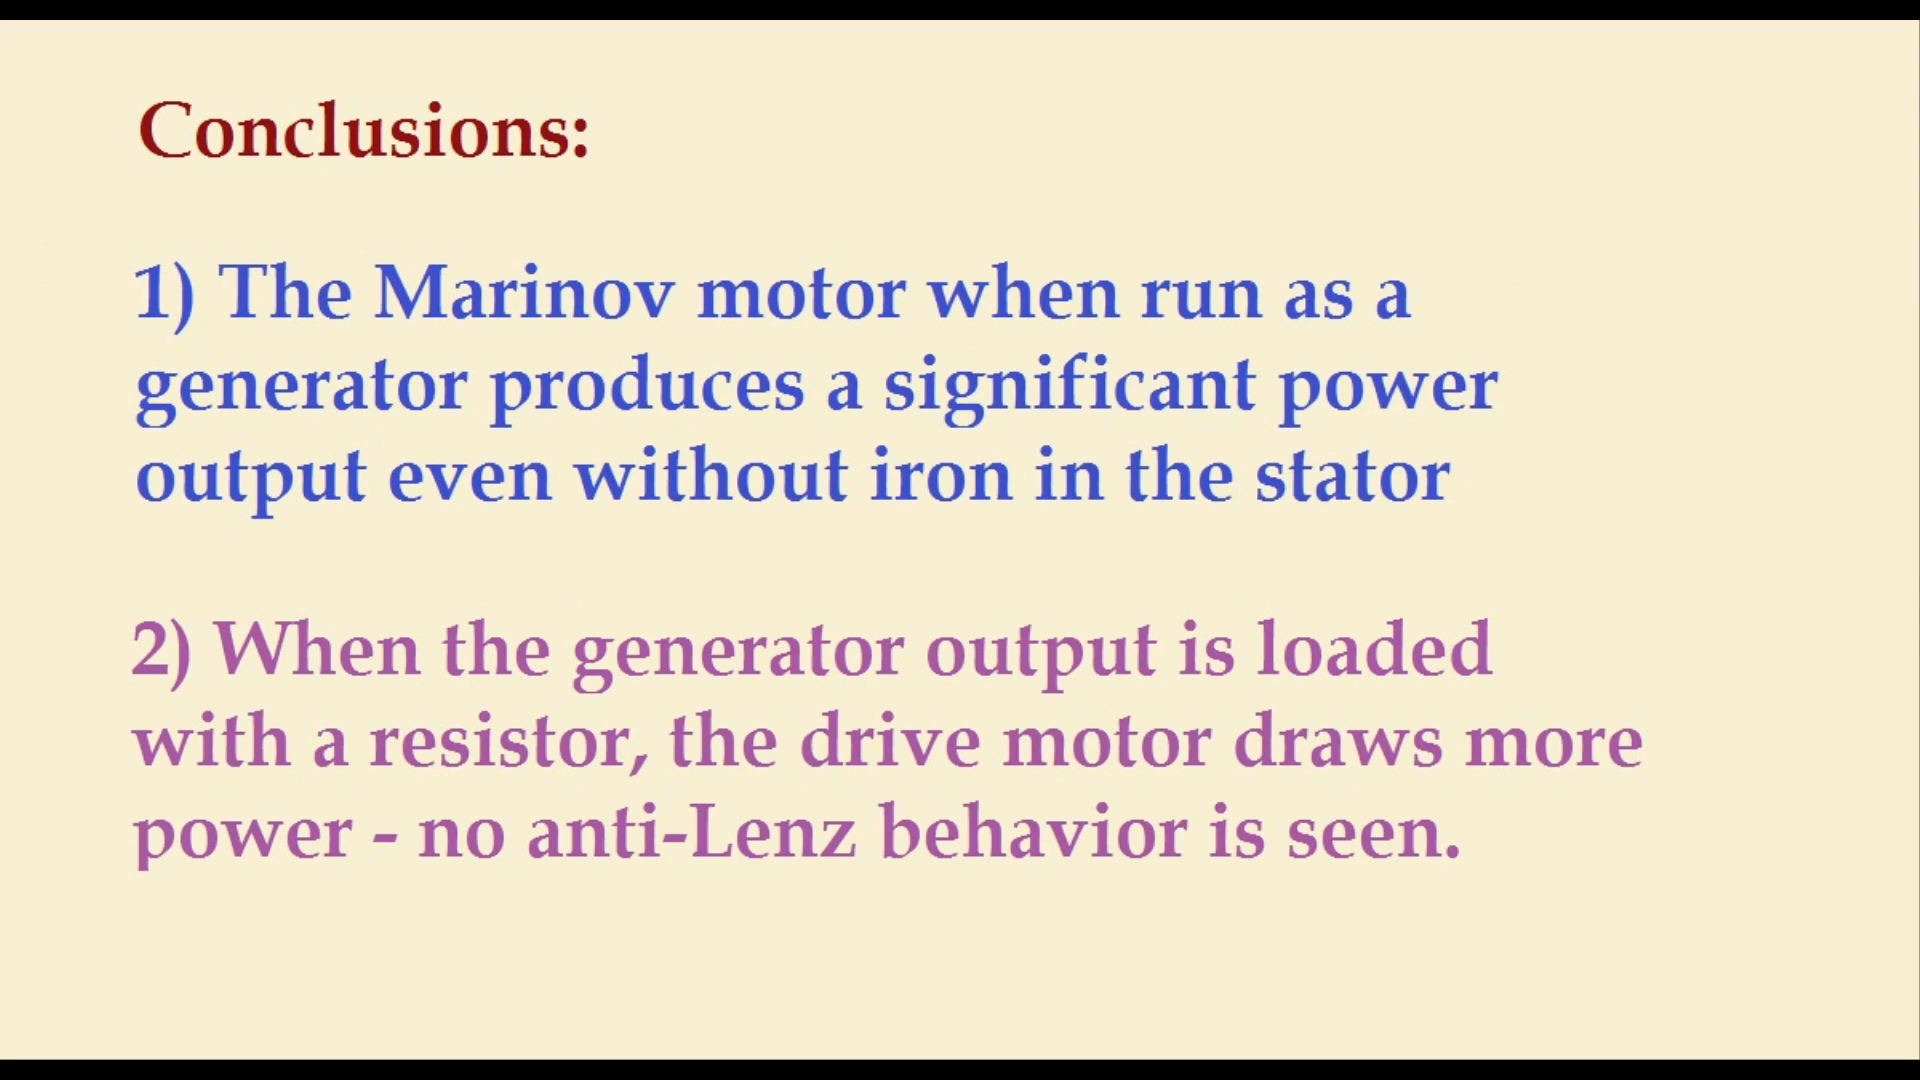 Conclusions:
1) The Marinov motor when run as a
generator produces a significant power
output even without iron in the stator
2) When the generator output is loaded
with a resistor, the drive motor draws more
power - no anti-Lenz behavior is seen.